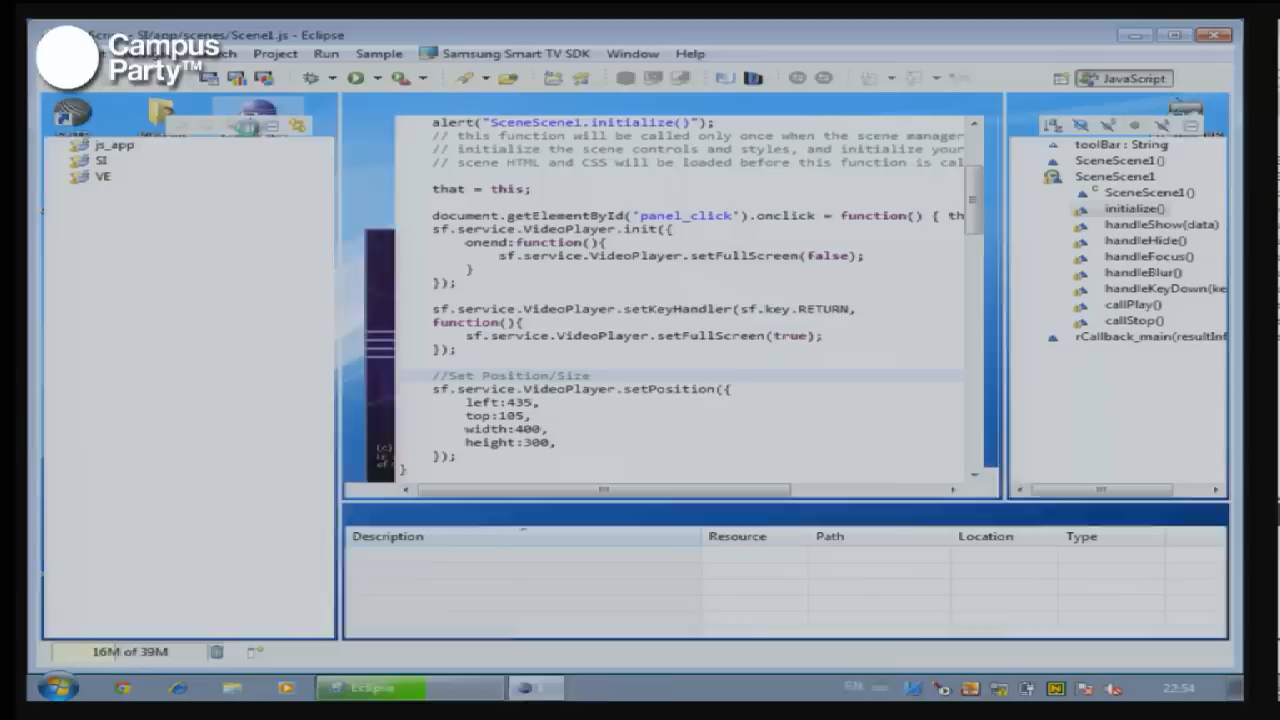 Campus
Party™
SI/app/scenes/Scene1.js - Eclipse
Project Run Sample Samsung Smart TV SDK Window Help
JavaScript
js_app
SI
VE
alert("SceneScene1.initialize()");
// this function will be called only once when the scene manager
// initialize the scene controls and styles, and initialize your
// scene HTML and CSS will be loaded before this function is cal
that = this;
document.getElementById("panel_click").onclick = function() { th
sf.service.VideoPlayer.init({
onend:function(){
sf.service.VideoPlayer.setFullScreen(false);
}
});
sf.service.VideoPlayer.setKeyHandler(sf.key.RETURN,
function(){
sf.service.VideoPlayer.setFullScreen(true);
});
//Set Position/Size
sf.service.VideoPlayer.setPosition({
left:435,
top:105,
width:400,
height:300,
});
}
toolBar : String
SceneScene1()
SceneScene1
SceneScene1()
initialize()
handleShow(data)
handleHide()
handleFocus()
handleBlur()
handleKeyDown(ke
callPlay()
callStop()
rCallback_main(resultInf
Description Resource Path Location Type
16M of 39M
Eclipse
22:54